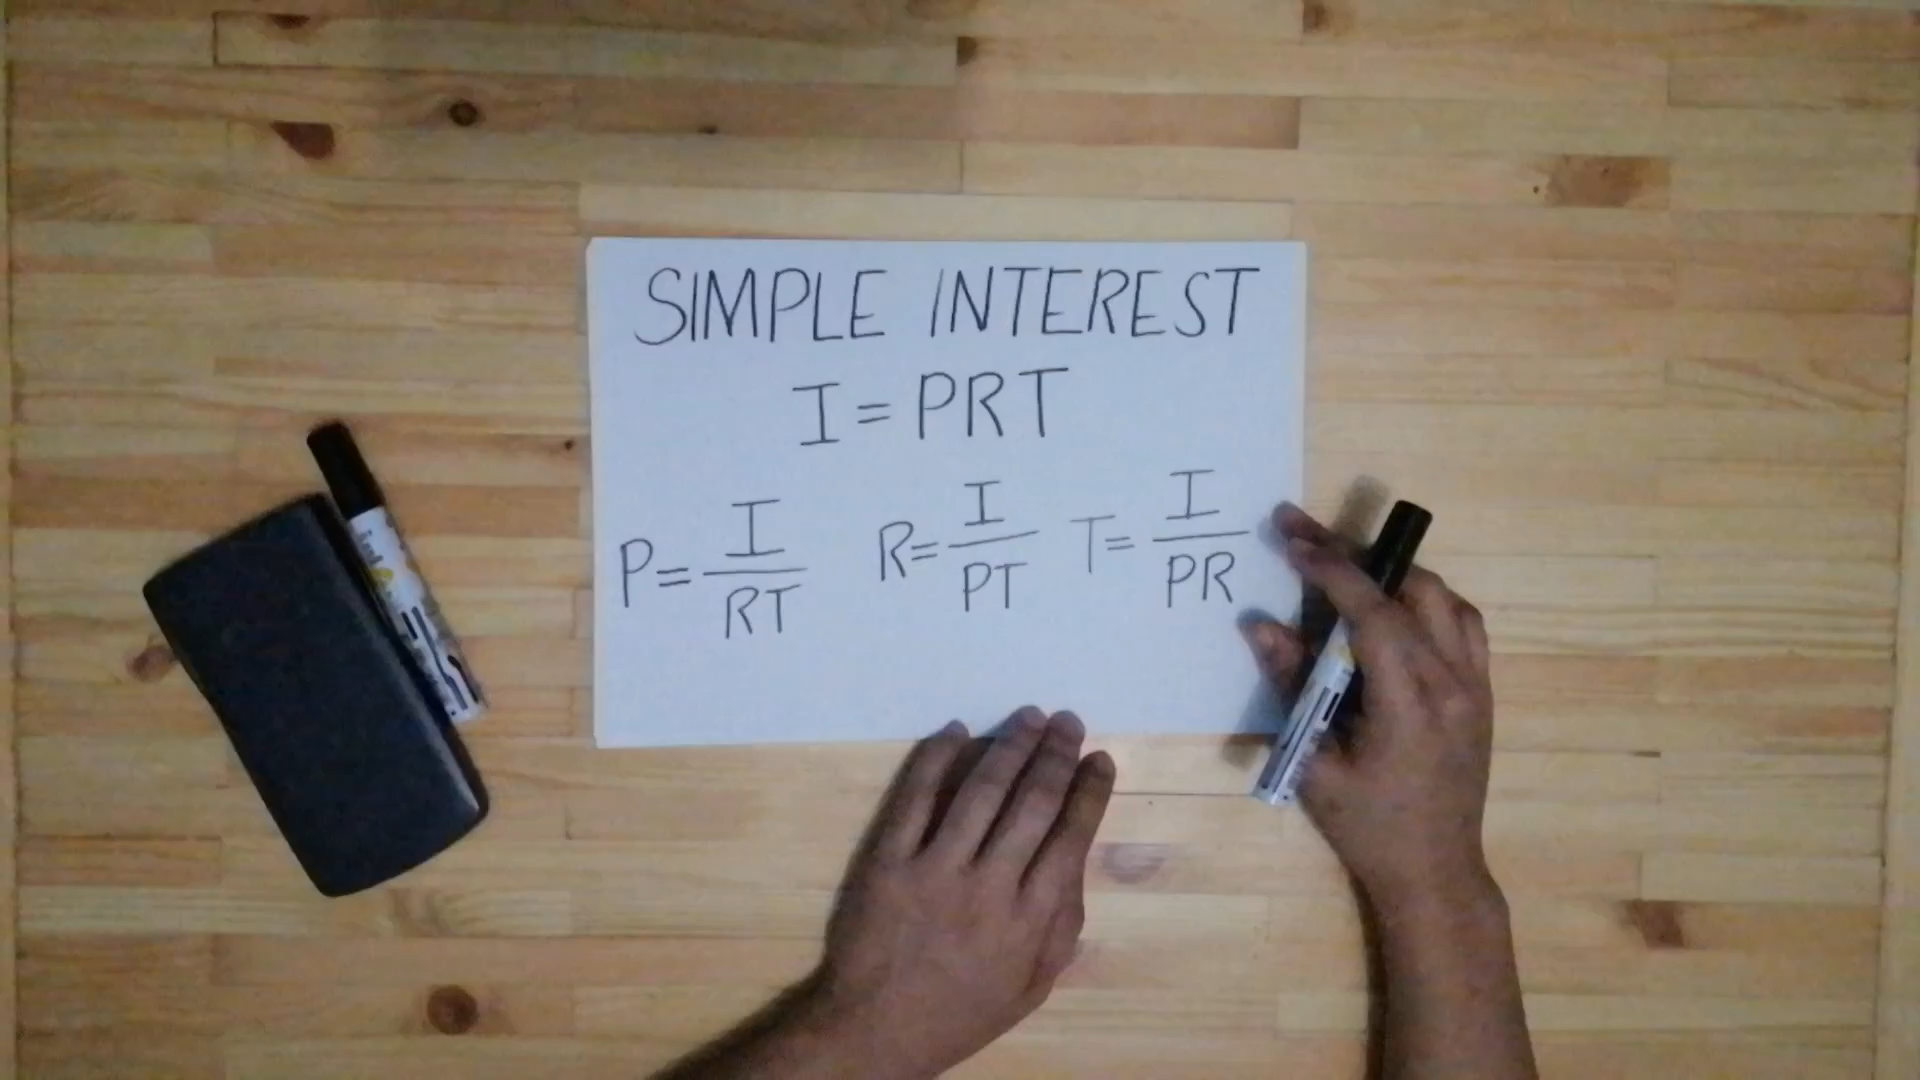 SIMPLE INTEREST
I = PRT
P = I/RT R = I/PT T = I/PR